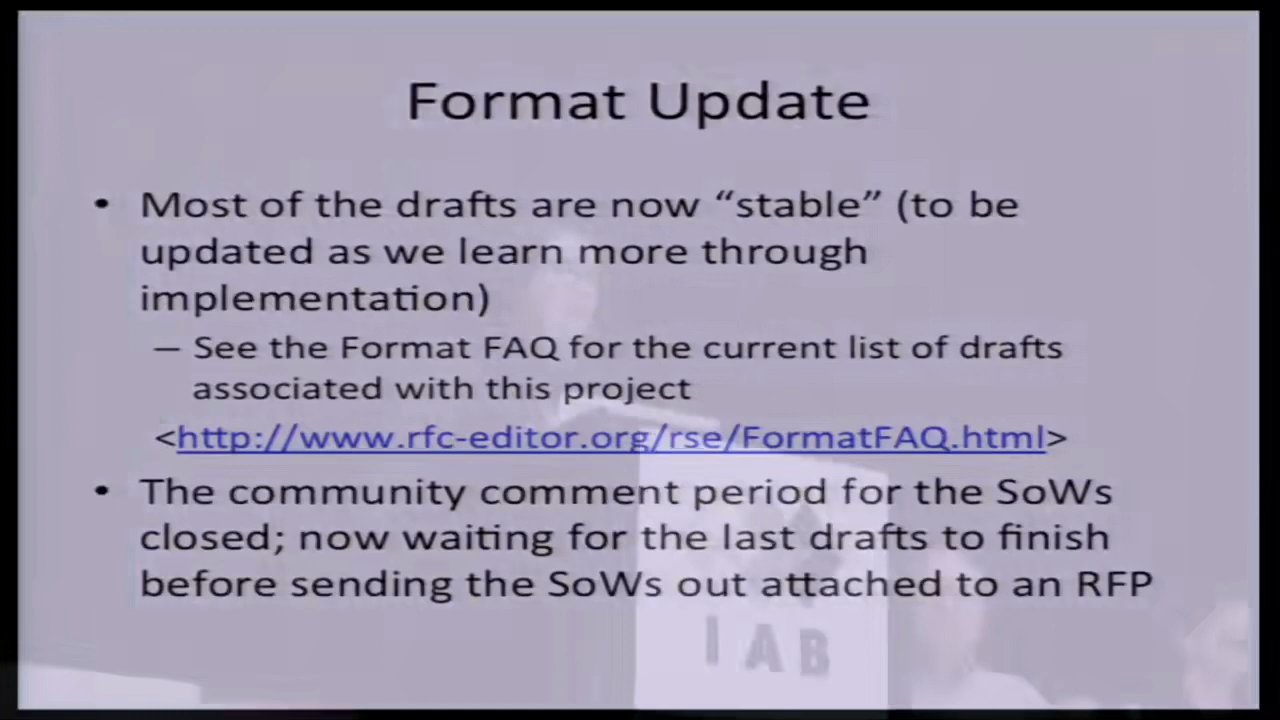 Format Update
• Most of the drafts are now “stable” (to be
updated as we learn more through
implementation)
– See the Format FAQ for the current list of drafts
associated with this project
<http://www.rfc-editor.org/rse/FormatFAQ.html>
• The community comment period for the SoWs
closed; now waiting for the last drafts to finish
before sending the SoWs out attached to an RFP
IAB